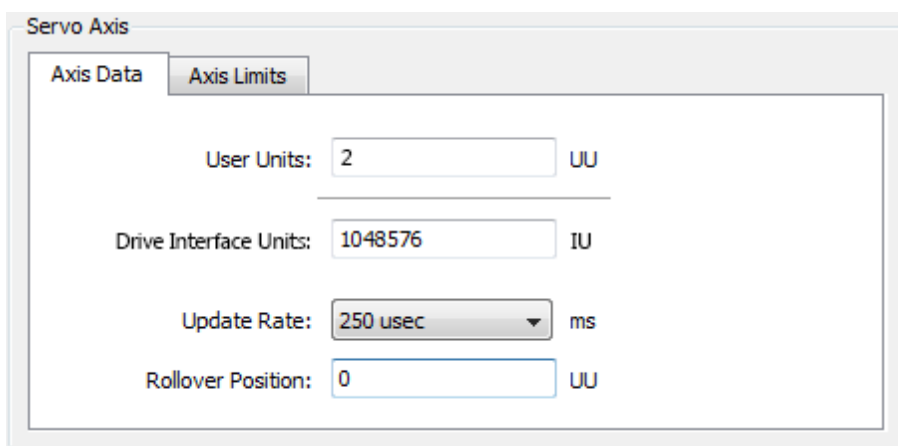 Servo Axis
Axis Data Axis Limits
User Units: 2 UU
Drive Interface Units: 1048576 IU
Update Rate: 250 usec ms
Rollover Position: 0 UU